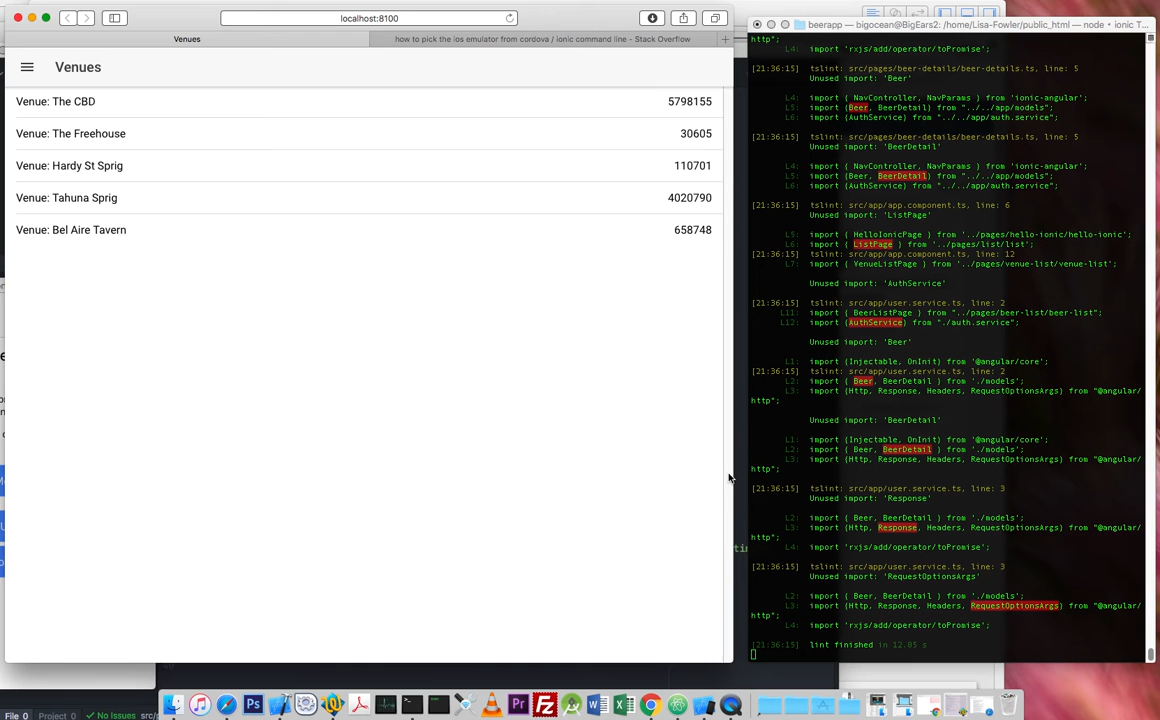 localhost:8100
Venues
how to pick the ios emulator from cordova / ionic command line - Stack Overflow
Venues
Venue: The CBD 5798155
Venue: The Freehouse 30605
Venue: Hardy St Sprig 110701
Venue: Tahuna Sprig 4020790
Venue: Bel Aire Tavern 658748
beerapp — bigocean@BigEars2: /home/Lisa-Fowler/public_html — node • ionic T...
http";
L4: import 'rxjs/add/operator/toPromise';
[21:36:15] tslint: src/pages/beer-details/beer-details.ts, line: 5
Unused import: 'Beer'
L4: import { NavController, NavParams } from 'ionic-angular';
L5: import {Beer, BeerDetail} from "../../app/models";
L6: import {AuthService} from "../../app/auth.service";
[21:36:15] tslint: src/pages/beer-details/beer-details.ts, line: 5
Unused import: 'BeerDetail'
L4: import { NavController, NavParams } from 'ionic-angular';
L5: import {Beer, BeerDetail} from "../../app/models";
L6: import {AuthService} from "../../app/auth.service";
[21:36:15] tslint: src/app/app.component.ts, line: 6
Unused import: 'ListPage'
L5: import { HelloIonicPage } from '../pages/hello-ionic/hello-ionic';
L6: import { ListPage } from '../pages/list/list';
[21:36:15] tslint: src/app/app.component.ts, line: 12
L7: import { VenueListPage } from '../pages/venue-list/venue-list';
Unused import: 'AuthService'
[21:36:15] tslint: src/app/user.service.ts, line: 2
L11: import { BeerListPage } from "../pages/beer-list/beer-list";
L12: import {AuthService} from "./auth.service";
Unused import: 'Beer'
L1: import {Injectable, OnInit} from '@angular/core';
[21:36:15] tslint: src/app/user.service.ts, line: 2
L2: import { Beer, BeerDetail } from './models';
L3: import {Http, Response, Headers, RequestOptionsArgs} from "@angular/
http";
Unused import: 'BeerDetail'
L1: import {Injectable, OnInit} from '@angular/core';
L2: import { Beer, BeerDetail } from './models';
L3: import {Http, Response, Headers, RequestOptionsArgs} from "@angular/
http";
[21:36:15] tslint: src/app/user.service.ts, line: 3
Unused import: 'Response'
L2: import { Beer, BeerDetail } from './models';
L3: import {Http, Response, Headers, RequestOptionsArgs} from "@angular/
http";
L4: import 'rxjs/add/operator/toPromise';
[21:36:15] tslint: src/app/user.service.ts, line: 3
Unused import: 'RequestOptionsArgs'
L2: import { Beer, BeerDetail } from './models';
L3: import {Http, Response, Headers, RequestOptionsArgs} from "@angular/
http";
L4: import 'rxjs/add/operator/toPromise';
[21:36:15] lint finished in 12.05 s
File 0 Project 0 No Issues